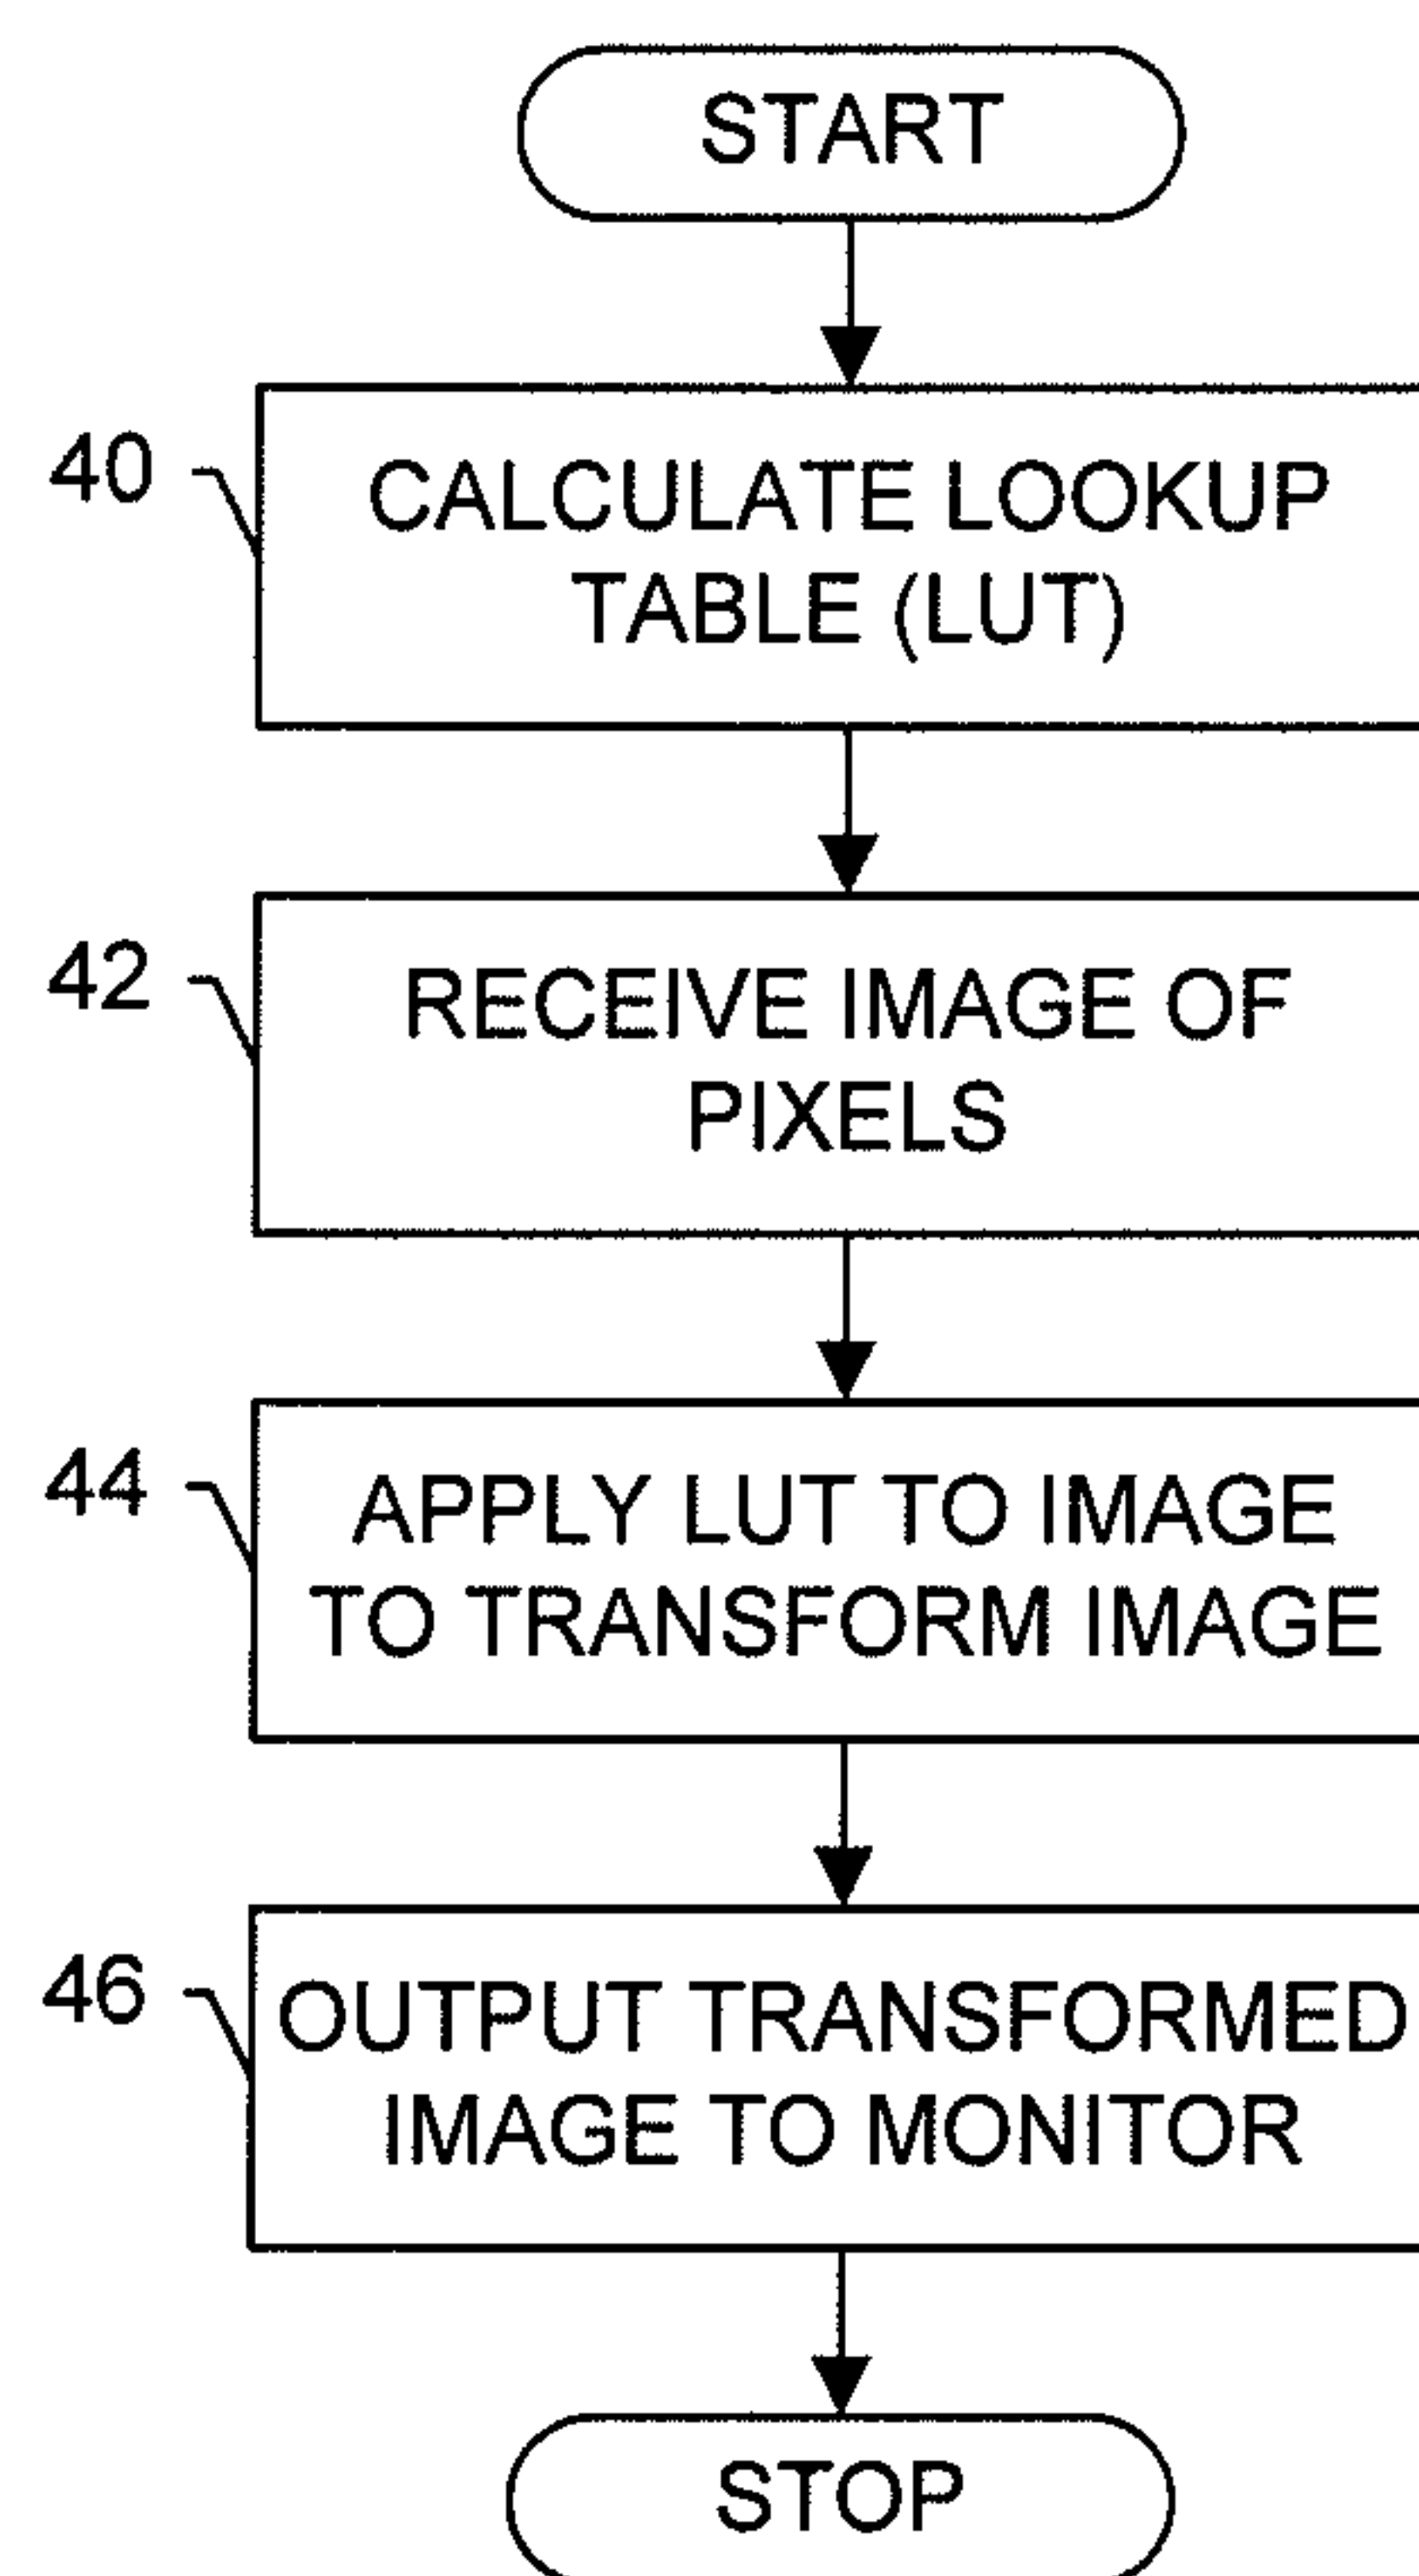 START
40
CALCULATE LOOKUP
TABLE (LUT)
42
RECEIVE IMAGE OF
PIXELS
44
APPLY LUT TO IMAGE
TO TRANSFORM IMAGE
46
OUTPUT TRANSFORMED
IMAGE TO MONITOR
STOP